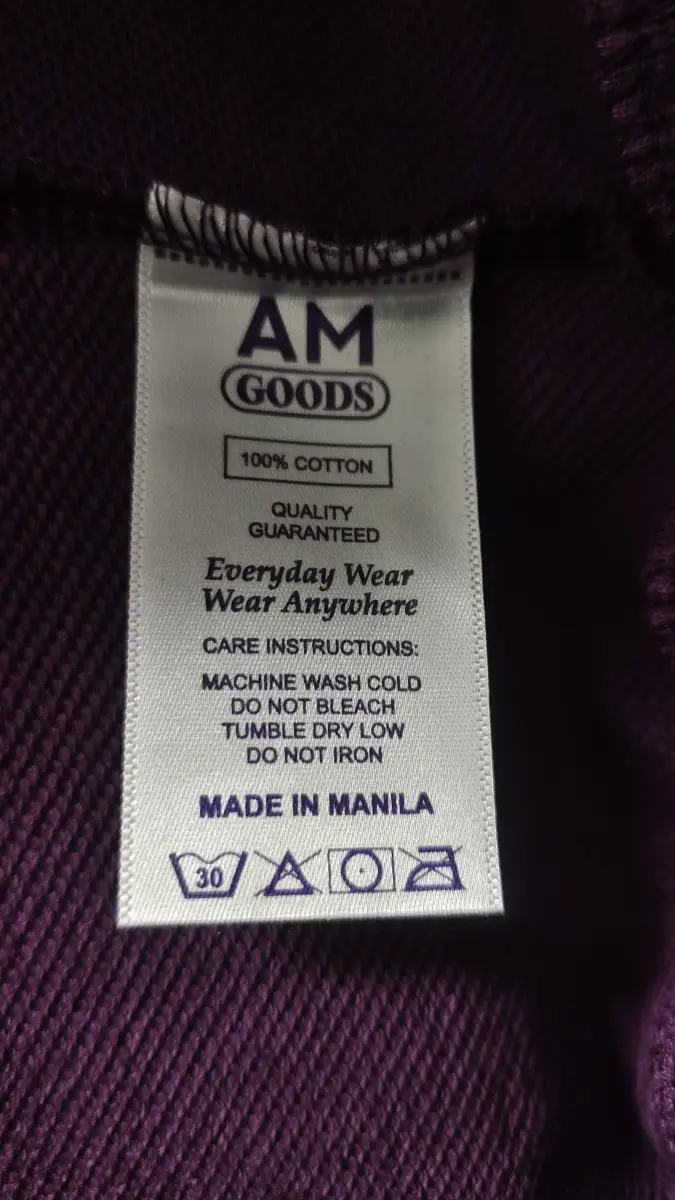 AM
GOODS
100% COTTON
QUALITY
GUARANTEED
Everyday Wear
Wear Anywhere
CARE INSTRUCTIONS:
MACHINE WASH COLD
DO NOT BLEACH
TUMBLE DRY LOW
DO NOT IRON
MADE IN MANILA
30